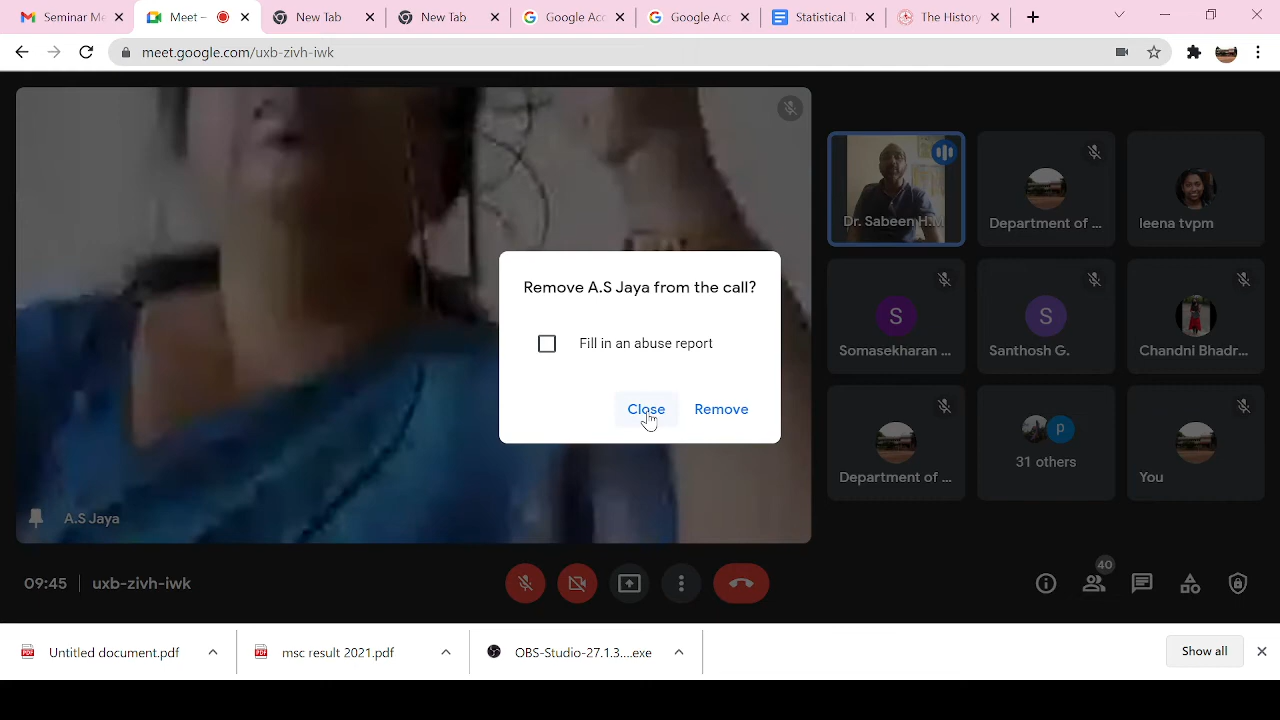 Seminar Me
Meet –
New Tab
New Tab
Google Acc
Google Acc
Statistical T
The History
meet.google.com/uxb-zivh-iwk
Dr. Sabeen H.M
Department of ...
leena tvpm
Remove A.S Jaya from the call?
Fill in an abuse report
Close
Remove
S
Somasekharan ...
S
Santhosh G.
Chandni Bhadr...
Department of ...
p
31 others
You
A.S Jaya
09:45
uxb-zivh-iwk
40
Untitled document.pdf
msc result 2021.pdf
OBS-Studio-27.1.3....exe
Show all